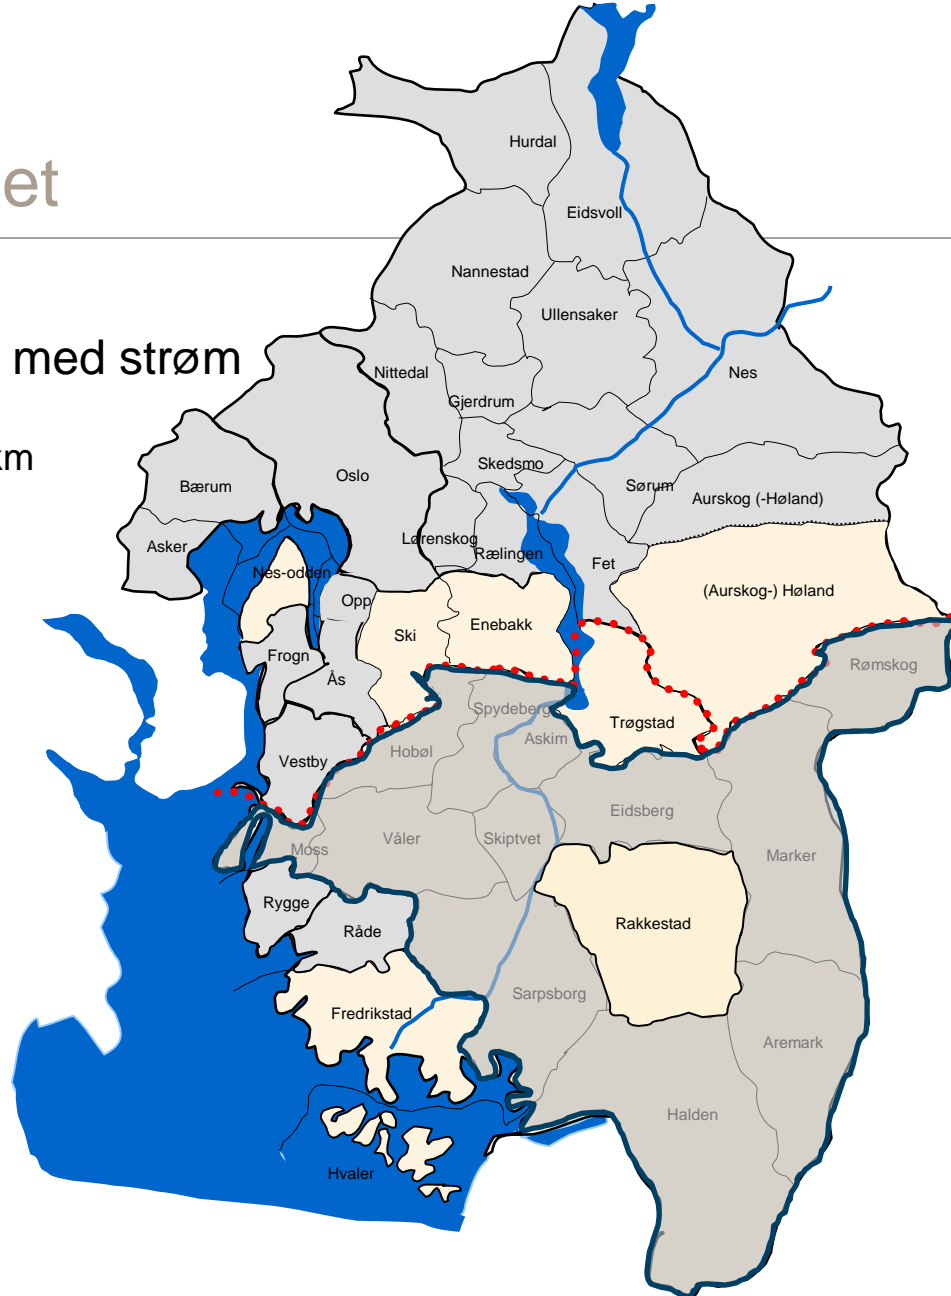 et
med strøm
km
Hurdal
Eidsvoll
Nannestad
Ullensaker
Nittedal
Nes
Gjerdrum
Skedsmo
Oslo
Bærum
Sørum
Aurskog (-Høland)
Lørenskog
Asker
Rælingen
Fet
Nes-odden
(Aurskog-) Høland
Opp
Enebakk
Ski
Frogn
Rømskog
Ås
Spydeberg
Trøgstad
Askim
Hobøl
Vestby
Eidsberg
Våler
Skiptvet
Moss
Marker
Rygge
Rakkestad
Råde
Sarpsborg
Fredrikstad
Aremark
Halden
Hvaler